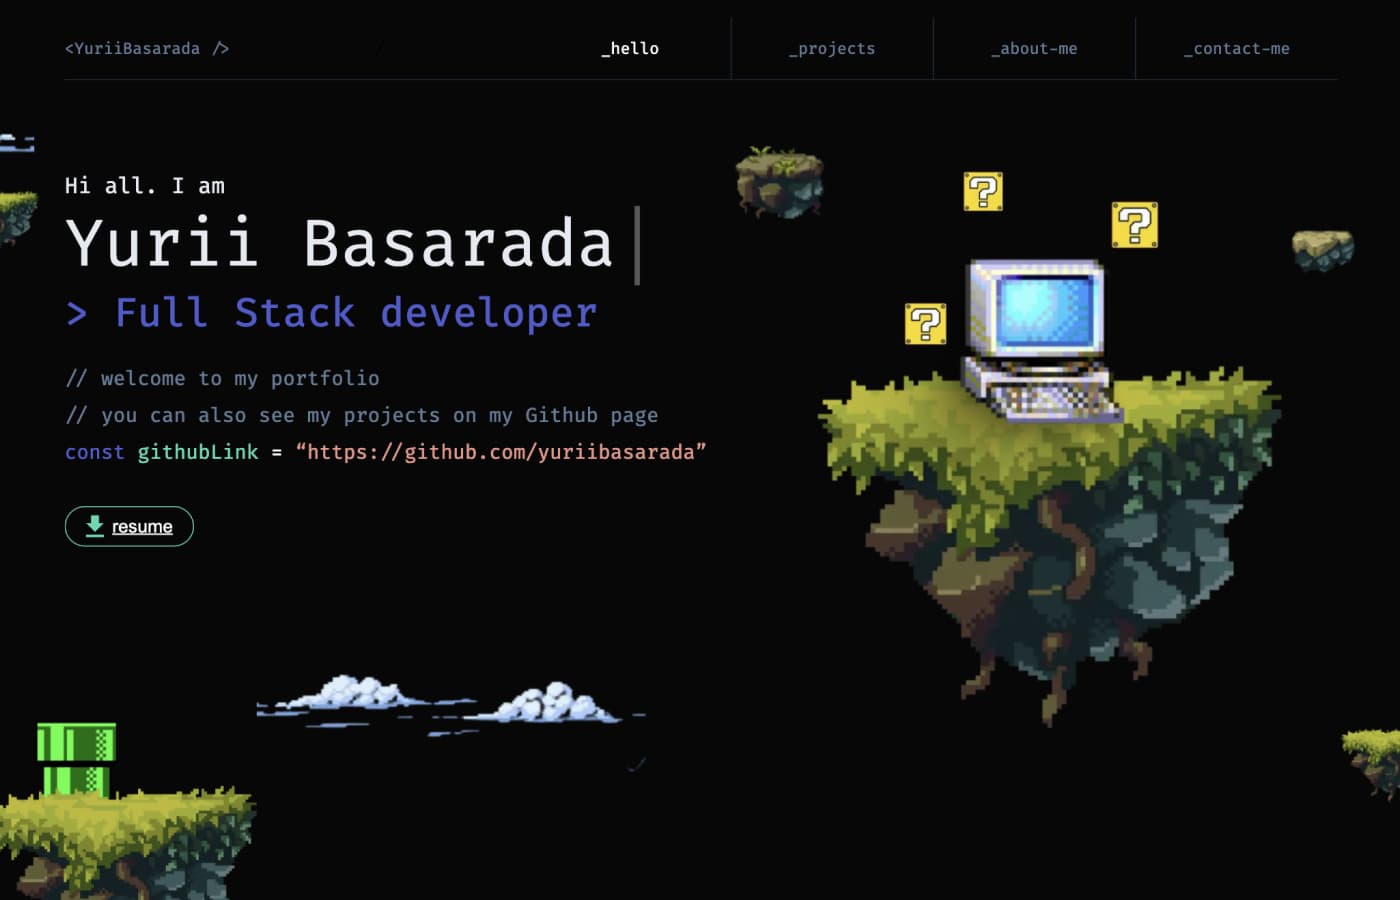 <YuriiBasarada />
_hello
_projects
_about-me
_contact-me
Hi all. I am
Yurii Basarada
> Full Stack developer
// welcome to my portfolio
// you can also see my projects on my Github page
const githubLink = “https://github.com/yuriibasarada”
resume
?
?
?